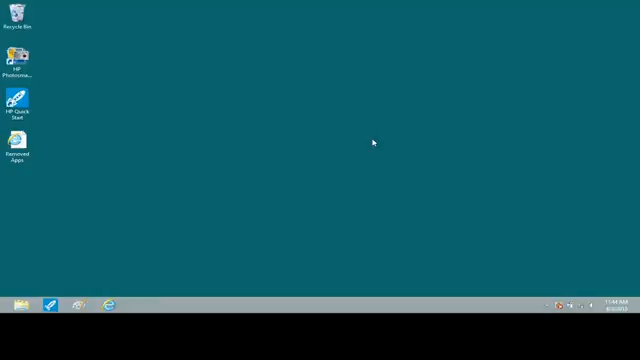 Recycle Bin
HP
Photosma...
HP Quick
Start
Removed
Apps
11:44 AM